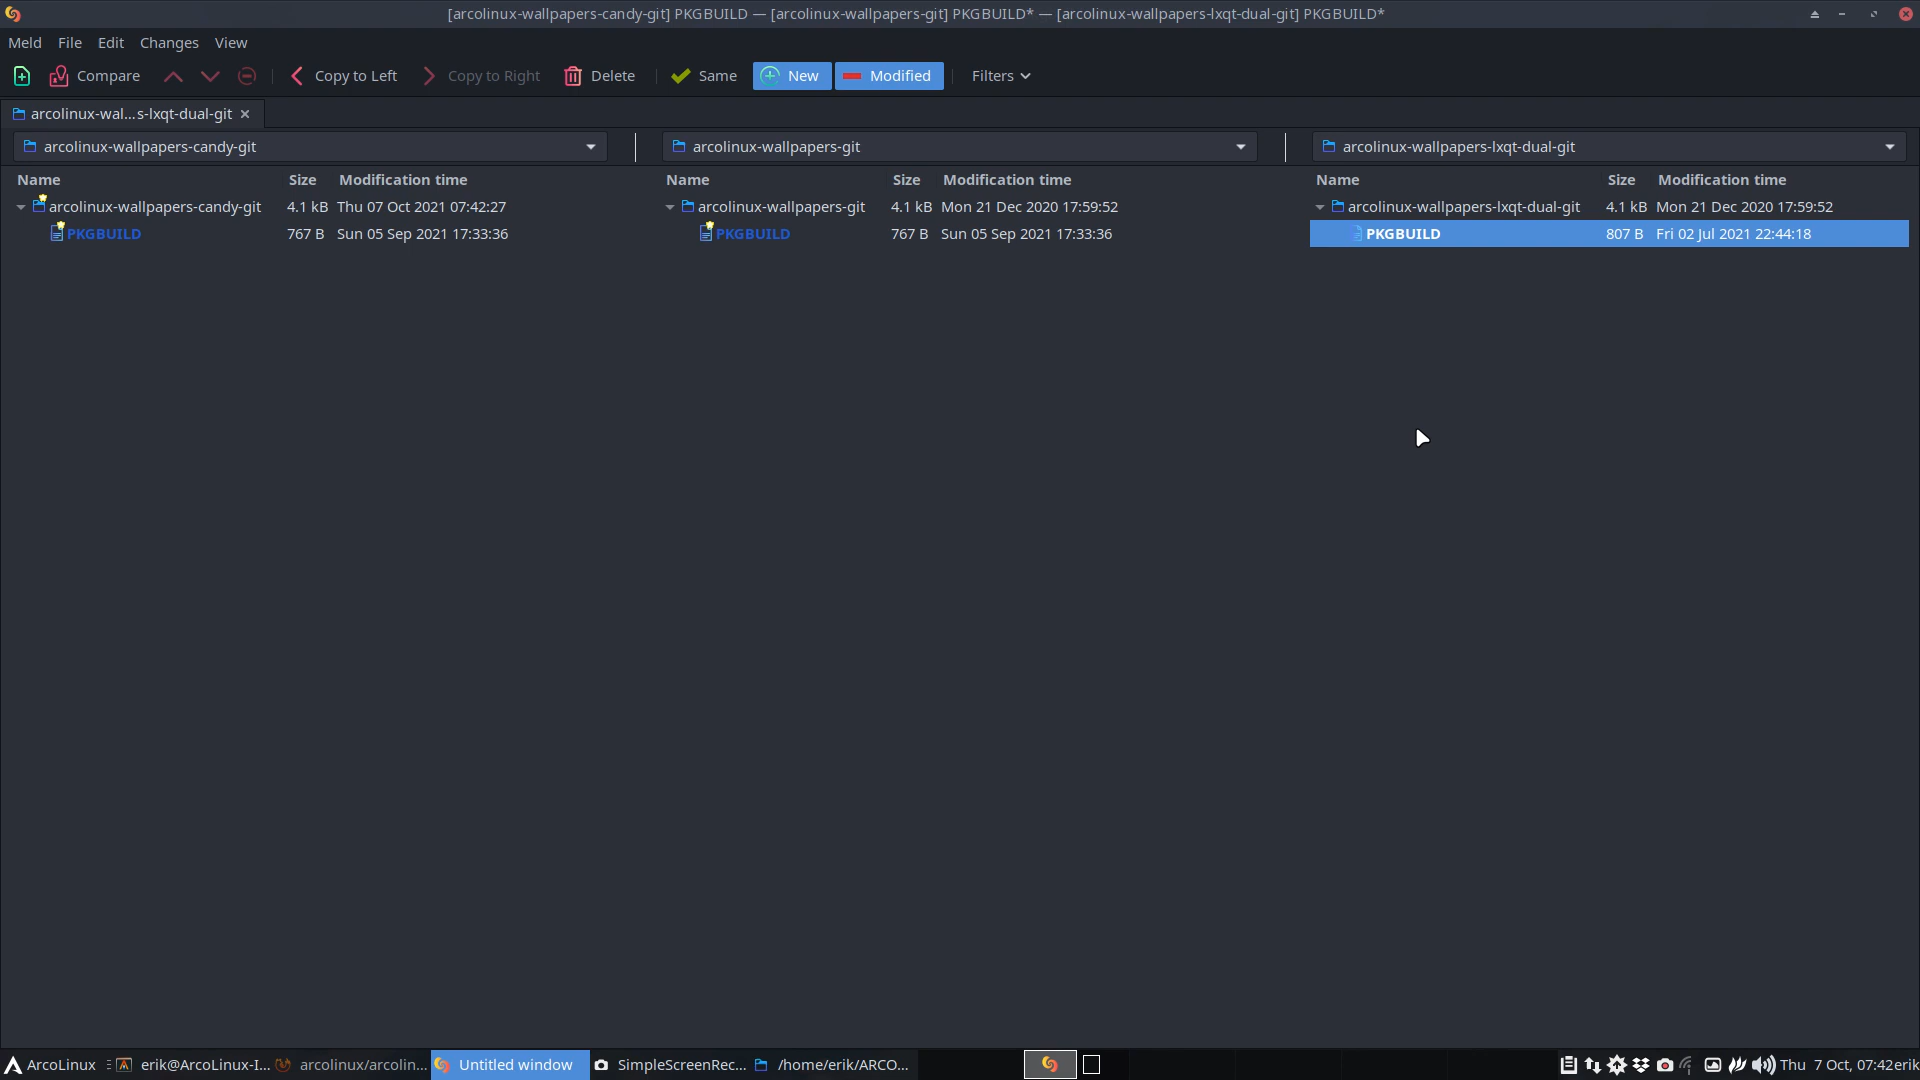 [arcolinux-wallpapers-candy-git] PKGBUILD — [arcolinux-wallpapers-git] PKGBUILD* — [arcolinux-wallpapers-lxqt-dual-git] PKGBUILD*
Meld File Edit Changes View
Compare Copy to Left Copy to Right Delete Same New Modified Filters
arcolinux-wal...s-lxqt-dual-git
arcolinux-wallpapers-candy-git arcolinux-wallpapers-git arcolinux-wallpapers-lxqt-dual-git
Name Size Modification time Name Size Modification time Name Size Modification time
arcolinux-wallpapers-candy-git 4.1 kB Thu 07 Oct 2021 07:42:27 arcolinux-wallpapers-git 4.1 kB Mon 21 Dec 2020 17:59:52 arcolinux-wallpapers-lxqt-dual-git 4.1 kB Mon 21 Dec 2020 17:59:52
PKGBUILD 767 B Sun 05 Sep 2021 17:33:36 PKGBUILD 767 B Sun 05 Sep 2021 17:33:36 PKGBUILD 807 B Fri 02 Jul 2021 22:44:18
ArcoLinux erik@ArcoLinux-I... arcolinux/arcolin... Untitled window SimpleScreenRec... /home/erik/ARCO... Thu 7 Oct, 07:42 erik